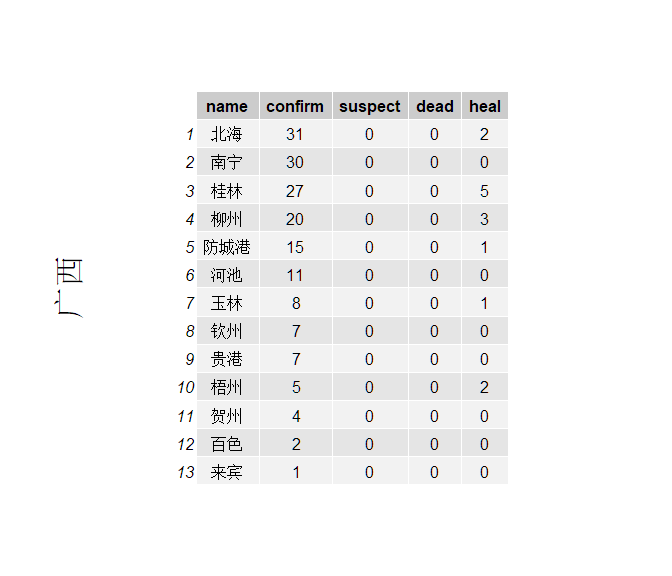 广西
name confirm suspect dead heal
1 北海 31 0 0 2
2 南宁 30 0 0 0
3 桂林 27 0 0 5
4 柳州 20 0 0 3
5 防城港 15 0 0 1
6 河池 11 0 0 0
7 玉林 8 0 0 1
8 钦州 7 0 0 0
9 贵港 7 0 0 0
10 梧州 5 0 0 2
11 贺州 4 0 0 0
12 百色 2 0 0 0
13 来宾 1 0 0 0